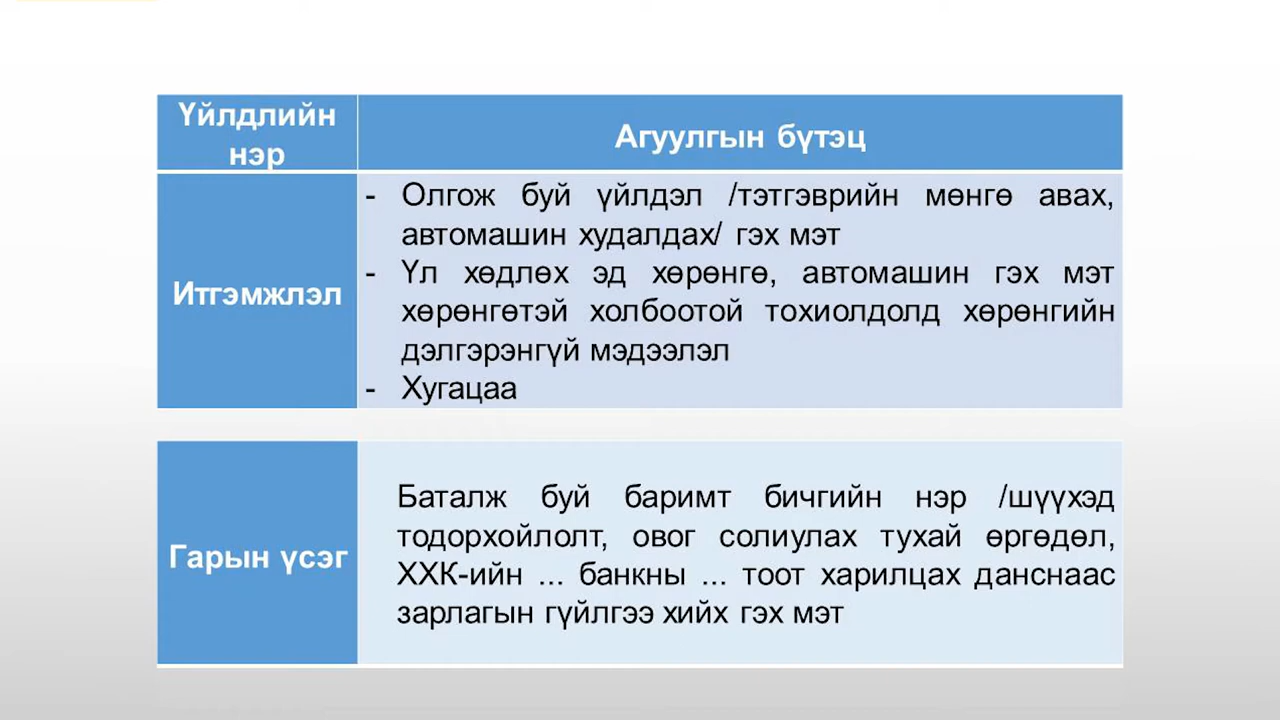 Үйлдлийн
нэр
Агуулгын бүтэц
Итгэмжлэл
- Олгож буй үйлдэл /тэтгэврийн мөнгө авах,
автомашин худалдах/ гэх мэт
- Үл хөдлөх эд хөрөнгө, автомашин гэх мэт
хөрөнгөтэй холбоотой тохиолдолд хөрөнгийн
дэлгэрэнгүй мэдээлэл
- Хугацаа
Гарын үсэг
Баталж буй баримт бичгийн нэр /шүүхэд
тодорхойлолт, овог солиулах тухай өргөдөл,
ХХК-ийн ... банкны ... тоот харилцах данснаас
зарлагын гүйлгээ хийх гэх мэт